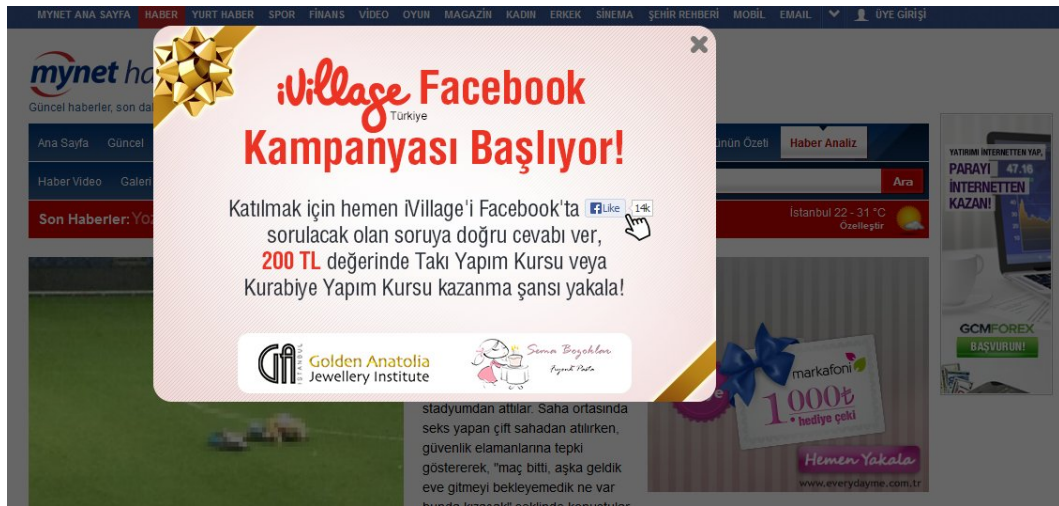 MYNET ANA SAYFA HABER YURT HABER SPOR FİNANS VİDEO OYUN MAGAZİN KADIN ERKEK SİNEMA ŞEHİR REHBERİ MOBİL EMAIL ÜYE GİRİŞİ
mynet
Güncel haberler, son
Ana Sayfa Güncel
Özeti Haber Analiz
Haber Video Galeri
Ara
Son Haberler:
İstanbul 22 - 31 °C
Özelleştir
iVillage Facebook
Türkiye
Kampanyası Başlıyor!
Katılmak için hemen iVillage'i Facebook'ta Like 14k
sorulacak olan soruya doğru cevabı ver,
200 TL değerinde Takı Yapım Kursu veya
Kurabiye Yapım Kursu kazanma şansı yakala!
GA İSTANBUL
Golden Anatolia
Jewellery Institute
Sema Bozoklar
Fıyonk Pasta
stadyumdan attılar. Saha ortasında
seks yapan çift sahadan atılırken,
güvenlik elamanlarına tepki
göstererek, "maç bitti, aşka geldik
eve gitmeyi bekleyemedik ne var
YATIRIMI İNTERNETTEN YAP,
PARAYI 47.16
İNTERNETTEN
KAZAN!
GCMFOREX
BAŞVURUN!
markafoni
1.000₺
hediye çeki
Hemen Yakala
www.everydayme.com.tr